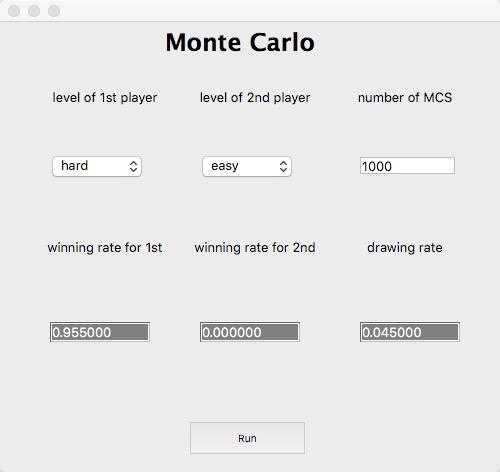 Monte Carlo
level of 1st player
level of 2nd player
number of MCS
hard
easy
1000
winning rate for 1st
winning rate for 2nd
drawing rate
0.955000
0.000000
0.045000
Run